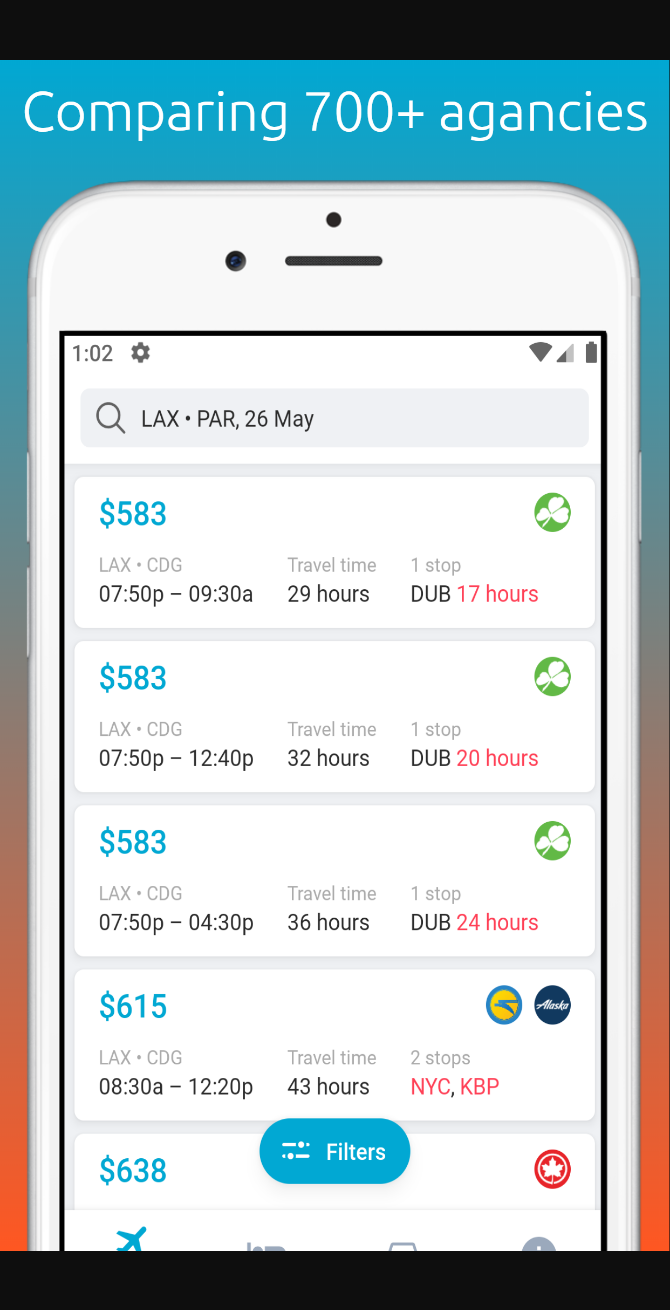 Comparing 700+ agancies
1:02
LAX • PAR, 26 May
$583
LAX • CDG Travel time 1 stop
07:50p – 09:30a 29 hours DUB 17 hours
$583
LAX • CDG Travel time 1 stop
07:50p – 12:40p 32 hours DUB 20 hours
$583
LAX • CDG Travel time 1 stop
07:50p – 04:30p 36 hours DUB 24 hours
$615 Alaska
LAX • CDG Travel time 2 stops
08:30a – 12:20p 43 hours NYC, KBP
Filters
$638